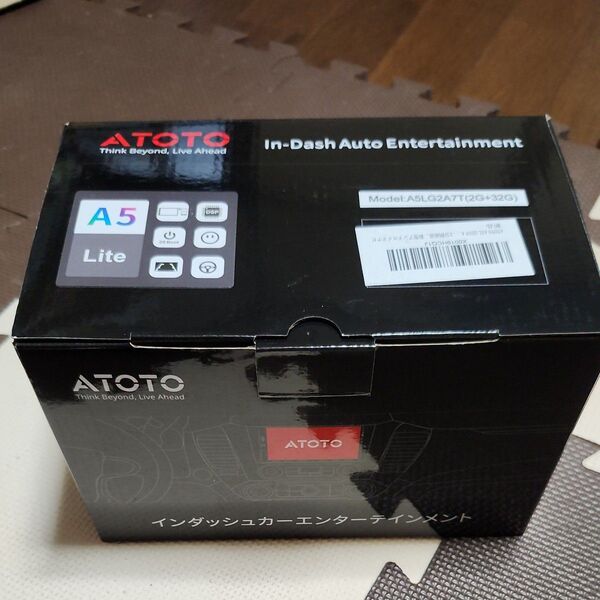 ATOTO
Think Beyond, Live Ahead
In-Dash Auto Entertainment
A5
Lite
DSP
Model:A5LG2A7T(2G+32G)
ATOTO
Think Beyond, Live Ahead
ATOTO
インダッシュカーエンターテインメント